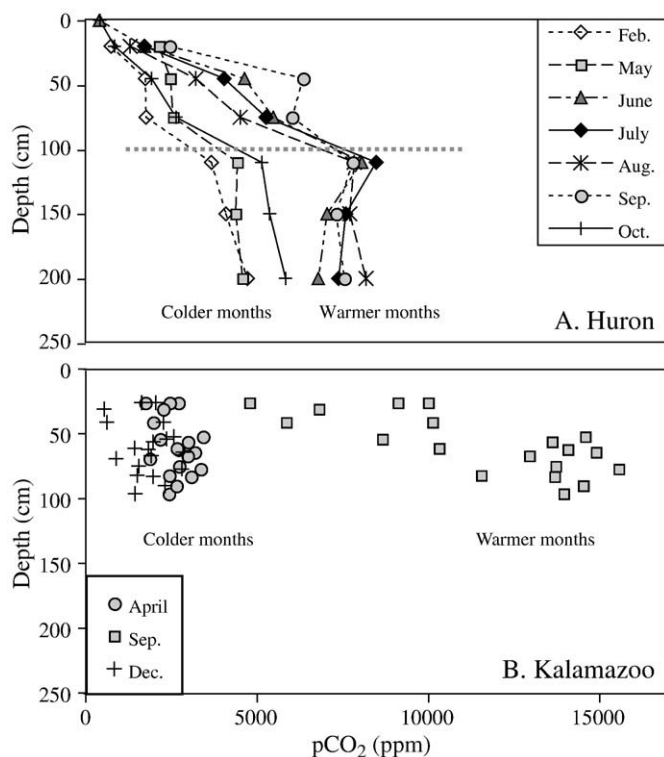 0
50
100
150
200
250
Depth (cm)
Feb.
May
June
July
Aug.
Sep.
Oct.
Colder months
Warmer months
A. Huron
0
50
100
150
200
250
Depth (cm)
Colder months
Warmer months
April
Sep.
Dec.
B. Kalamazoo
0
5000
10000
15000
pCO₂ (ppm)